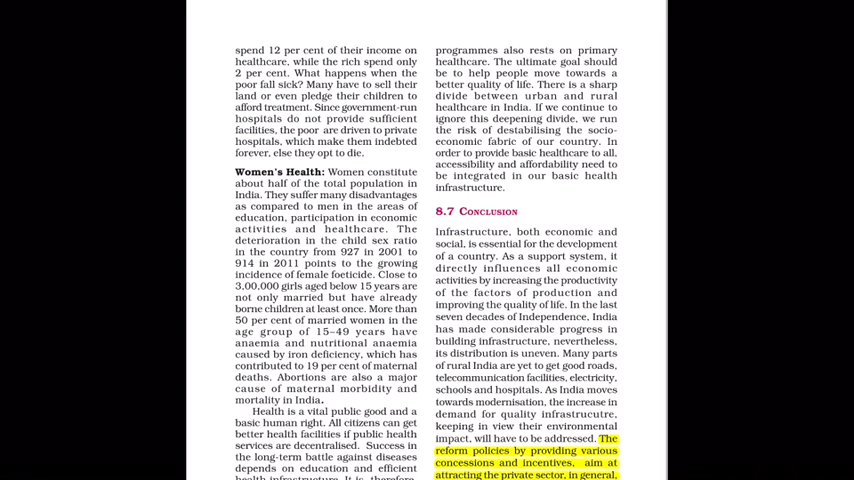 spend 12 per cent of their income on
healthcare, while the rich spend only
2 per cent. What happens when the
poor fall sick? Many have to sell their
land or even pledge their children to
afford treatment. Since government-run
hospitals do not provide sufficient
facilities, the poor are driven to private
hospitals, which make them indebted
forever, else they opt to die.
Women's Health: Women constitute
about half of the total population in
India. They suffer many disadvantages
as compared to men in the areas of
education, participation in economic
activities and healthcare. The
deterioration in the child sex ratio
in the country from 927 in 2001 to
914 in 2011 points to the growing
incidence of female foeticide. Close to
3,00,000 girls aged below 15 years are
not only married but have already
borne children at least once. More than
50 per cent of married women in the
age group of 15–49 years have
anaemia and nutritional anaemia
caused by iron deficiency, which has
contributed to 19 per cent of maternal
deaths. Abortions are also a major
cause of maternal morbidity and
mortality in India.
Health is a vital public good and a
basic human right. All citizens can get
better health facilities if public health
services are decentralised. Success in
the long-term battle against diseases
depends on education and efficient
health infrastructure. It is, therefore,
programmes also rests on primary
healthcare. The ultimate goal should
be to help people move towards a
better quality of life. There is a sharp
divide between urban and rural
healthcare in India. If we continue to
ignore this deepening divide, we run
the risk of destabilising the socio-
economic fabric of our country. In
order to provide basic healthcare to all,
accessibility and affordability need to
be integrated in our basic health
infrastructure.
8.7 Conclusion
Infrastructure, both economic and
social, is essential for the development
of a country. As a support system, it
directly influences all economic
activities by increasing the productivity
of the factors of production and
improving the quality of life. In the last
seven decades of Independence, India
has made considerable progress in
building infrastructure, nevertheless,
its distribution is uneven. Many parts
of rural India are yet to get good roads,
telecommunication facilities, electricity,
schools and hospitals. As India moves
towards modernisation, the increase in
demand for quality infrastrucutre,
keeping in view their environmental
impact, will have to be addressed. The
reform policies by providing various
concessions and incentives, aim at
attracting the private sector, in general,